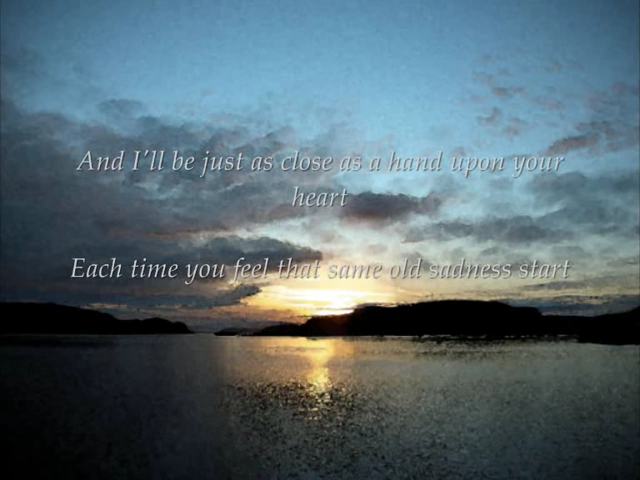 And I'll be just as close as a hand upon your
heart
Each time you feel that same old sadness start